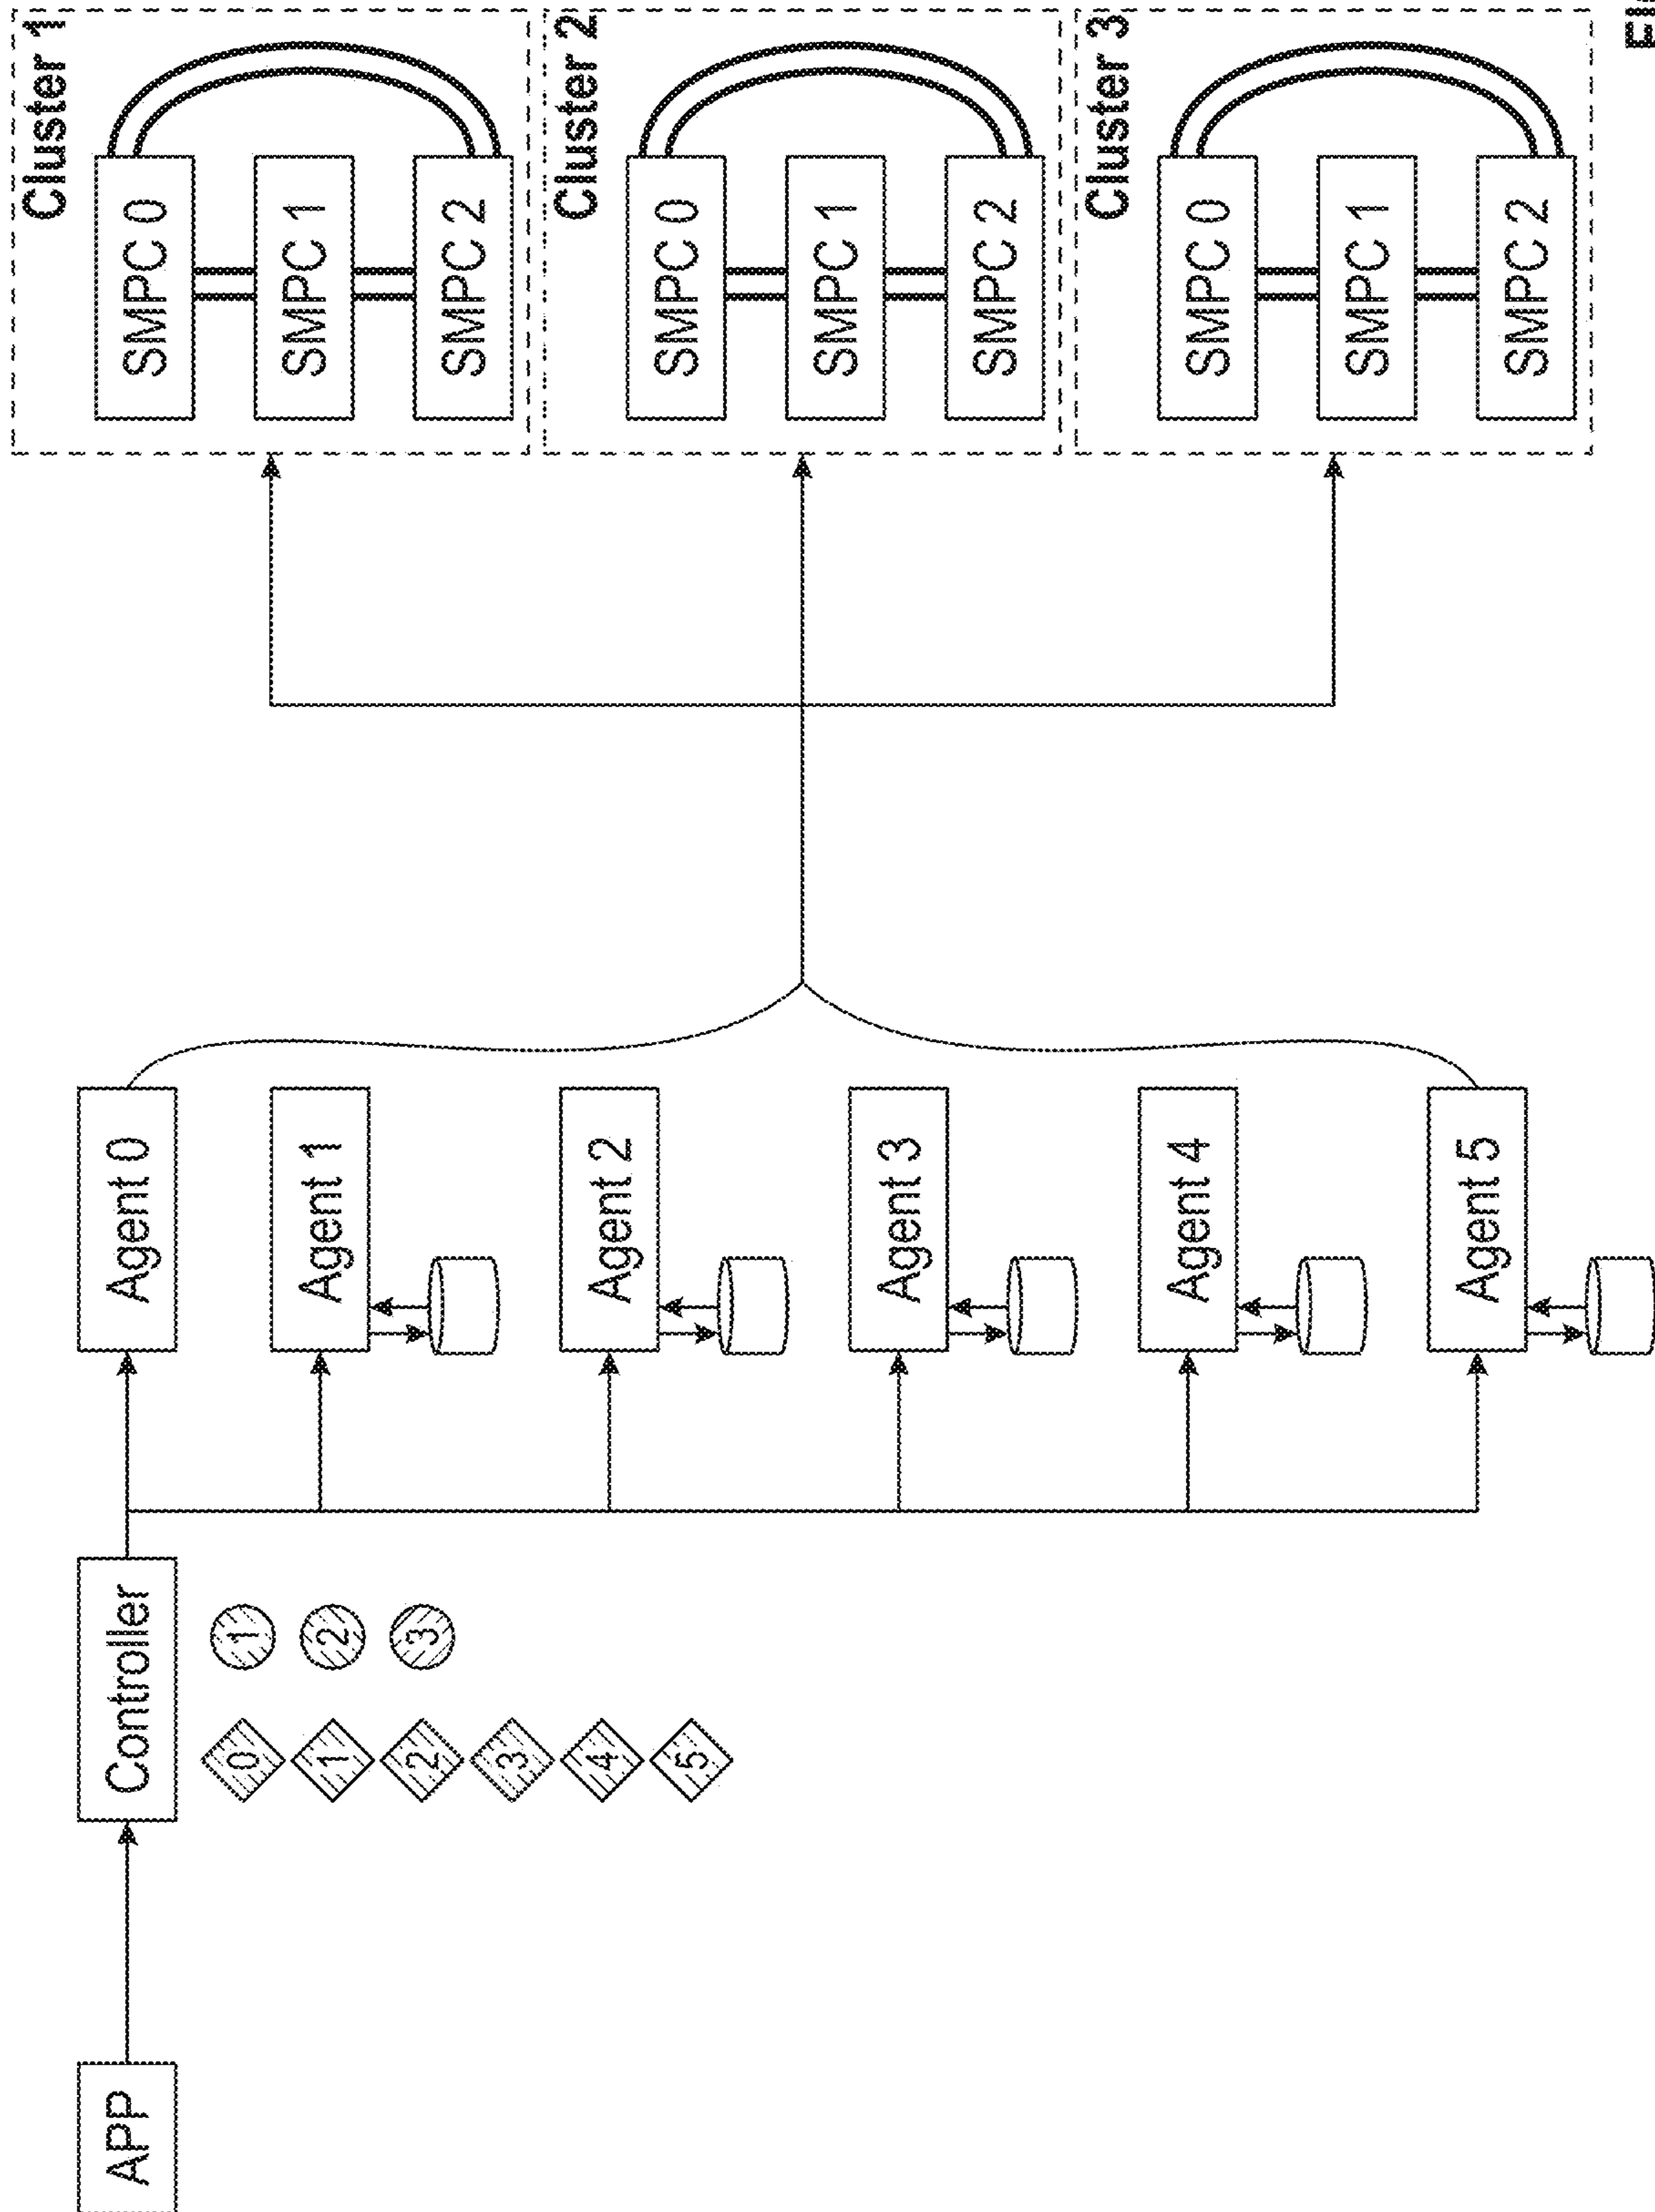 APP
Controller
0
1
2
3
4
5
1
2
3
Agent 0
Agent 1
Agent 2
Agent 3
Agent 4
Agent 5
Cluster 1
SMPC 0
SMPC 1
SMPC 2
Cluster 2
SMPC 0
SMPC 1
SMPC 2
Cluster 3
SMPC 0
SMPC 1
SMPC 2